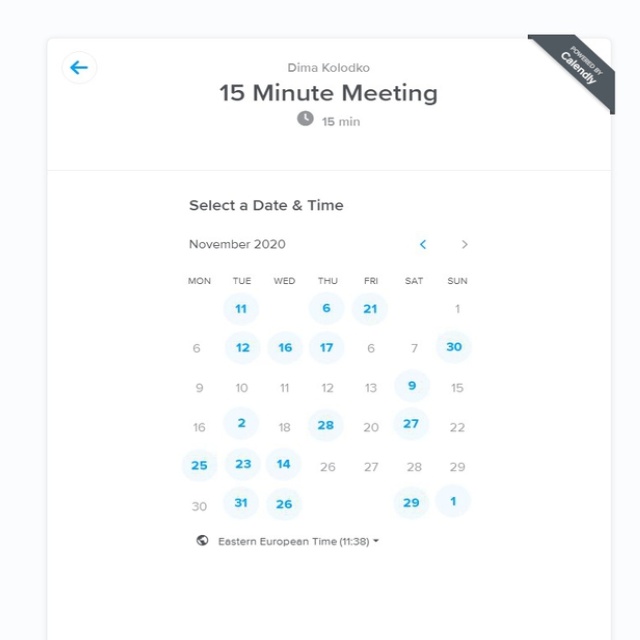 POWERED BY
Calendly
Dima Kolodko
15 Minute Meeting
15 min
Select a Date & Time
November 2020
MON TUE WED THU FRI SAT SUN
11 6 21 1
6 12 16 17 6 7 30
9 10 11 12 13 9 15
16 2 18 28 20 27 22
25 23 14 26 27 28 29
30 31 26 29 1
Eastern European Time (11:38)